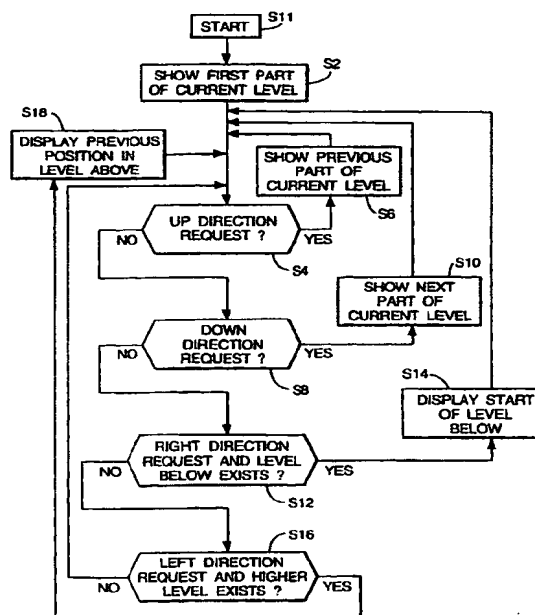 START
S11
SHOW FIRST PART
OF CURRENT LEVEL
S2
S18
DISPLAY PREVIOUS
POSITION IN
LEVEL ABOVE
SHOW PREVIOUS
PART OF
CURRENT LEVEL
S6
UP DIRECTION
REQUEST ?
NO
YES
S4
S10
SHOW NEXT
PART OF
CURRENT LEVEL
DOWN
DIRECTION
REQUEST ?
NO
YES
S8
S14
DISPLAY START
OF LEVEL
BELOW
RIGHT DIRECTION
REQUEST AND LEVEL
BELOW EXISTS ?
NO
YES
S12
S16
LEFT DIRECTION
REQUEST AND HIGHER
LEVEL EXISTS ?
NO
YES